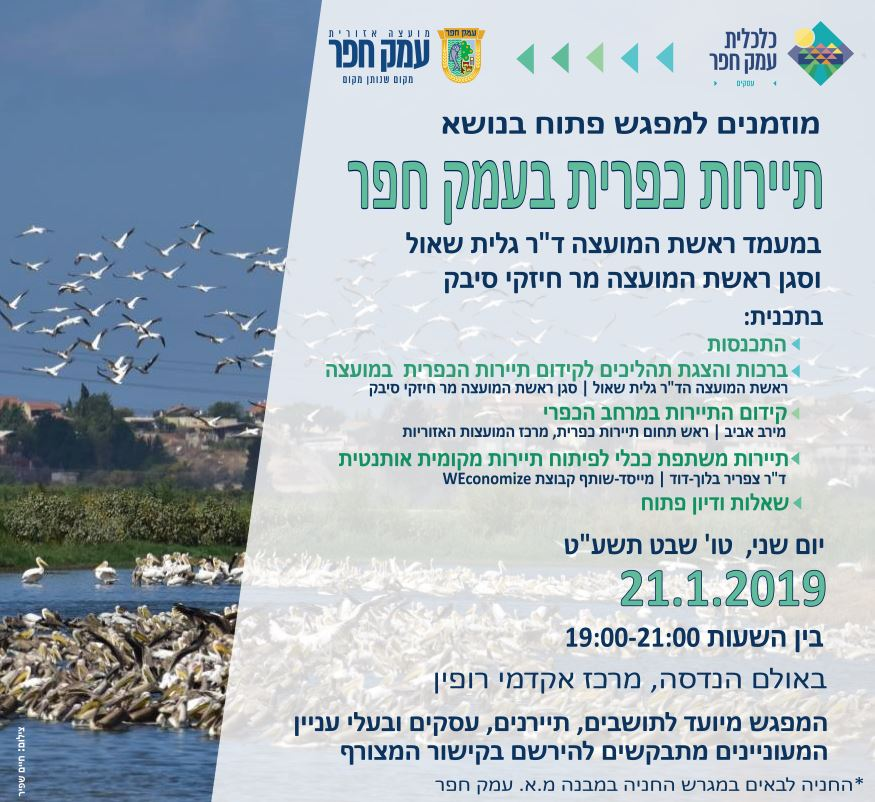 מועצה אזורית
עמק חפר
מקום שנותן מקום
עמק חפר
כלכלית
עמק חפר
עסקים
מוזמנים למפגש פתוח בנושא
תיירות כפרית בעמק חפר
במעמד ראשת המועצה ד"ר גלית שאול
וסגן ראשת המועצה מר חיזקי סיבק
בתכנית:
התכנסות
ברכות והצגת תהליכים לקידום תיירות הכפרית במועצה
ראשת המועצה הד"ר גלית שאול | סגן ראשת המועצה מר חיזקי סיבק
קידום התיירות במרחב הכפרי
מירב אביב | ראש תחום תיירות כפרית, מרכז המועצות האזוריות
תיירות משתפת ככלי לפיתוח תיירות מקומית אותנטית
ד"ר צפריר בלוך-דוד | מייסד-שותף קבוצת WEconomize
שאלות ודיון פתוח
יום שני, טו' שבט תשע"ט
21.1.2019
בין השעות 19:00-21:00
באולם הנדסה, מרכז אקדמי רופין
המפגש מיועד לתושבים, תיירנים, עסקים ובעלי עניין
המעוניינים מתבקשים להירשם בקישור המצורף
*החניה לבאים במגרש החניה במבנה מ.א. עמק חפר
צילום: חיים שפיר